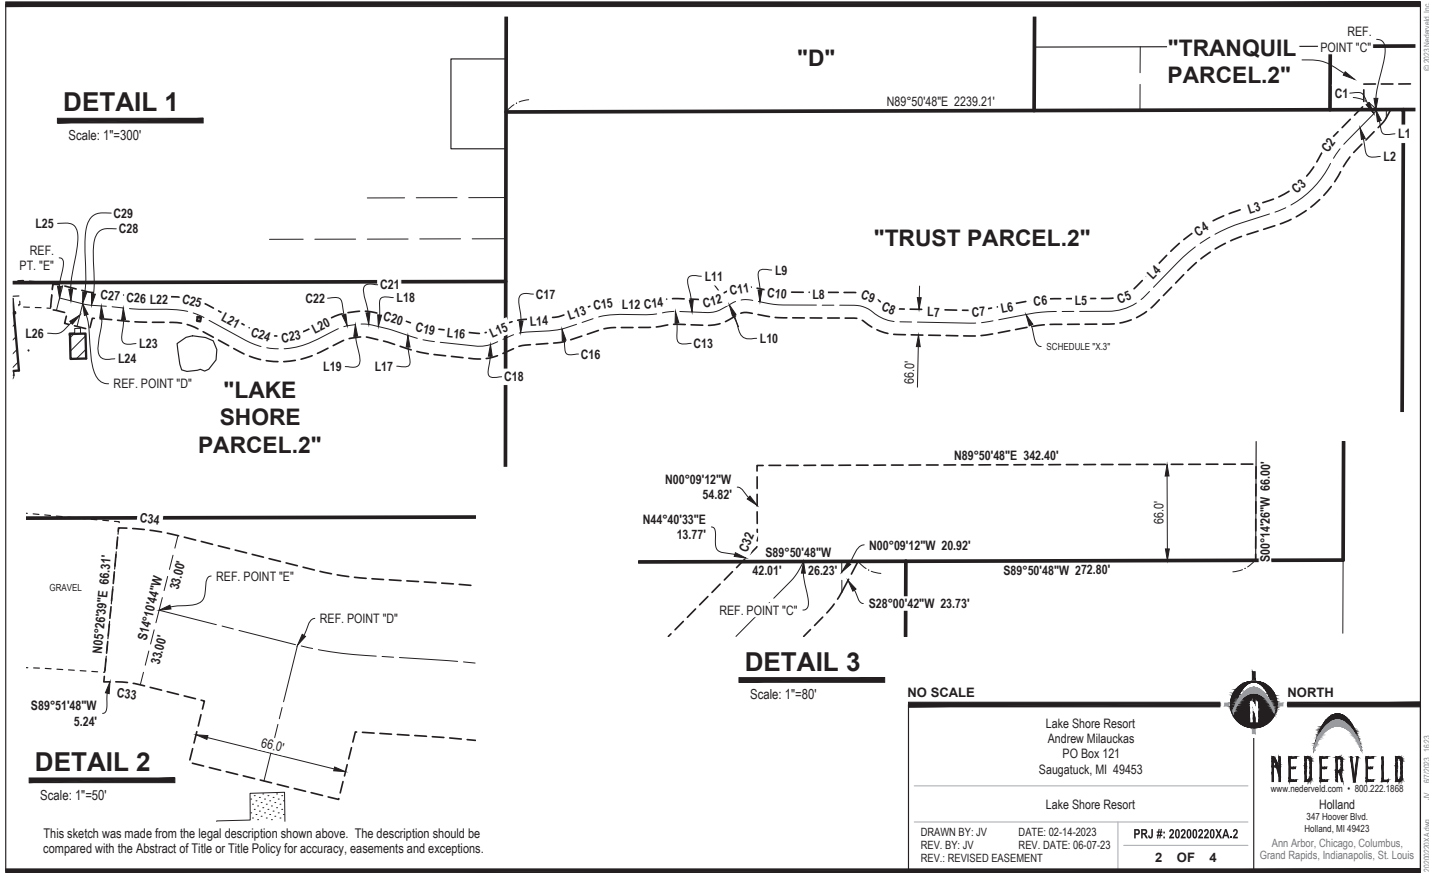 DETAIL 1
Scale: 1"=300'
"D"
"TRANQUIL
PARCEL.2"
REF.
POINT "C"
C1
L1
L2
N89°50'48"E 2239.21'
C2
C3
L3
C4
L4
"TRUST PARCEL.2"
C5
L5
C6
L6
C7
L7
C8
C9
L8
C10
L9
C11
L10
C12
L11
C13
C14
L12
C15
L13
C16
L14
C17
L15
C18
L16
C19
L17
C20
L18
C21
C22
L19
L20
C23
C24
L21
C25
L22
C26
L23
C27
L24
C28
C29
L25
L26
REF.
PT. "E"
REF. POINT "D"
SCHEDULE "X.3"
66.0'
"LAKE
SHORE
PARCEL.2"
C34
GRAVEL
N05°26'39"E 66.31'
S14°10'44"W
33.00'
33.00'
REF. POINT "E"
REF. POINT "D"
C33
S89°51'48"W
5.24'
66.0'
DETAIL 2
Scale: 1"=50'
This sketch was made from the legal description shown above. The description should be
compared with the Abstract of Title or Title Policy for accuracy, easements and exceptions.
N89°50'48"E 342.40'
N00°09'12"W
54.82'
N44°40'33"E
13.77'
C32
S89°50'48"W
42.01'
26.23'
N00°09'12"W 20.92'
S89°50'48"W 272.80'
S28°00'42"W 23.73'
REF. POINT "C"
66.0'
S00°14'26"W 66.00'
DETAIL 3
Scale: 1"=80'
NO SCALE
N
NORTH
Lake Shore Resort
Andrew Milauckas
PO Box 121
Saugatuck, MI 49453
Lake Shore Resort
DRAWN BY: JV DATE: 02-14-2023
REV. BY: JV REV. DATE: 06-07-23
REV.: REVISED EASEMENT
PRJ #: 20200220XA.2
2 OF 4
NEDERVELD
www.nederveld.com • 800.222.1868
Holland
347 Hoover Blvd.
Holland, MI 49423
Ann Arbor, Chicago, Columbus,
Grand Rapids, Indianapolis, St. Louis
© 2023 Nederveld, Inc.
20200220XA.dwg JV 6/7/2023 16:23